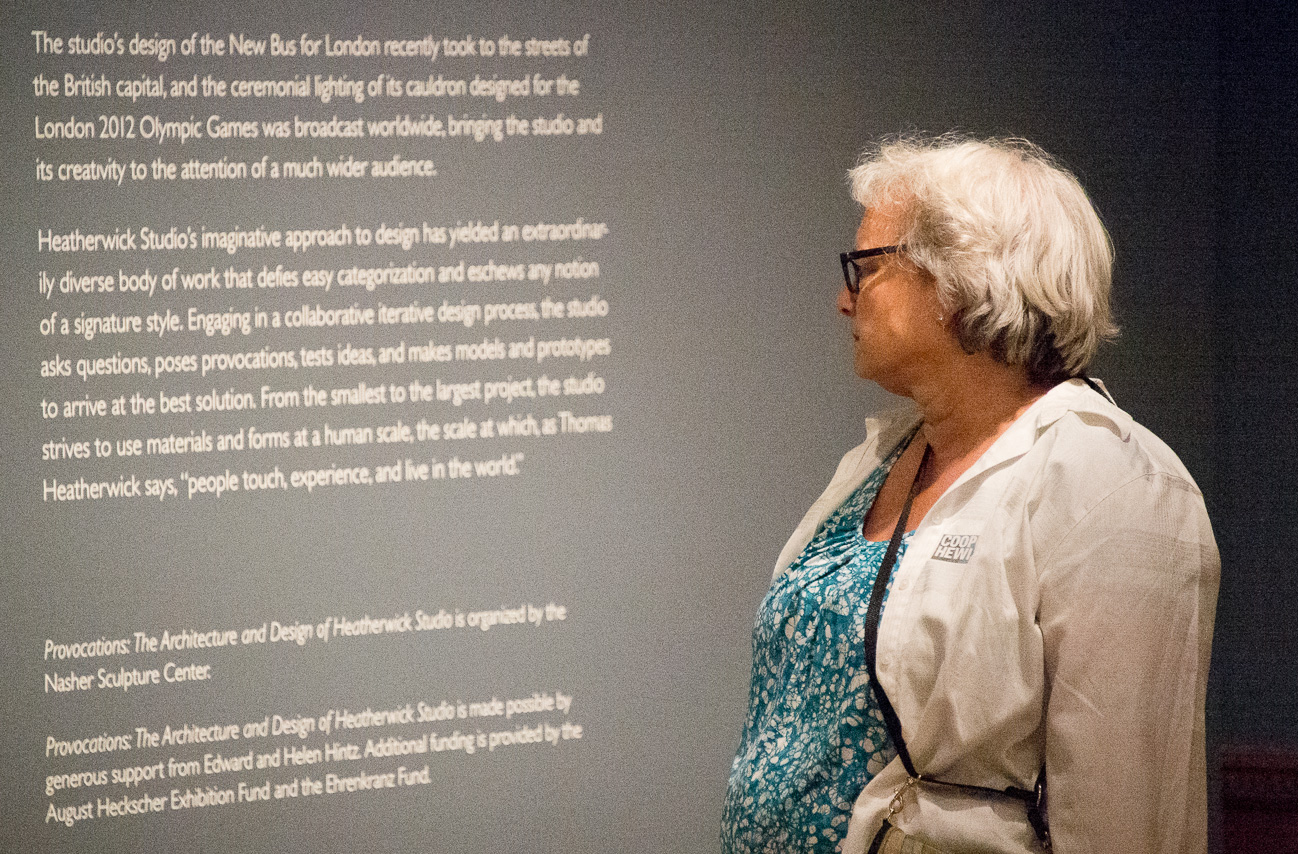 The studio's design of the New Bus for London recently took to the streets of
the British capital, and the ceremonial lighting of its cauldron designed for the
London 2012 Olympic Games was broadcast worldwide, bringing the studio and
its creativity to the attention of a much wider audience.
Heatherwick Studio's imaginative approach to design has yielded an extraordinar-
ily diverse body of work that defies easy categorization and eschews any notion
of a signature style. Engaging in a collaborative iterative design process, the studio
asks questions, poses provocations, tests ideas, and makes models and prototypes
to arrive at the best solution. From the smallest to the largest project, the studio
strives to use materials and forms at a human scale, the scale at which, as Thomas
Heatherwick says, "people touch, experience, and live in the world."
Provocations: The Architecture and Design of Heatherwick Studio is organized by the
Nasher Sculpture Center.
Provocations: The Architecture and Design of Heatherwick Studio is made possible by
generous support from Edward and Helen Hintz. Additional funding is provided by the
August Heckscher Exhibition Fund and the Ehrenkranz Fund.
COOP
HEWI